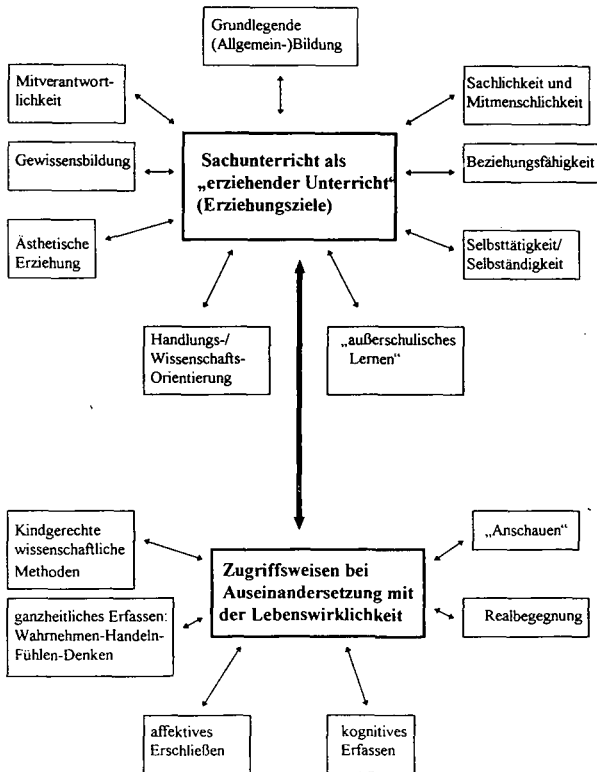 Grundlegende
(Allgemein-)Bildung
Mitverantwort-
lichkeit
Sachlichkeit und
Mitmenschlichkeit
Gewissensbildung
Sachunterricht als
„erziehender Unterricht“
(Erziehungsziele)
Beziehungsfähigkeit
Ästhetische
Erziehung
Selbsttätigkeit/
Selbständigkeit
Handlungs-/
Wissenschafts-
Orientierung
„außerschulisches
Lernen“
Kindgerechte
wissenschaftliche
Methoden
„Anschauen“
Zugriffsweisen bei
Auseinandersetzung mit
der Lebenswirklichkeit
ganzheitliches Erfassen:
Wahrnehmen-Handeln-
Fühlen-Denken
Realbegegnung
affektives
Erschließen
kognitives
Erfassen